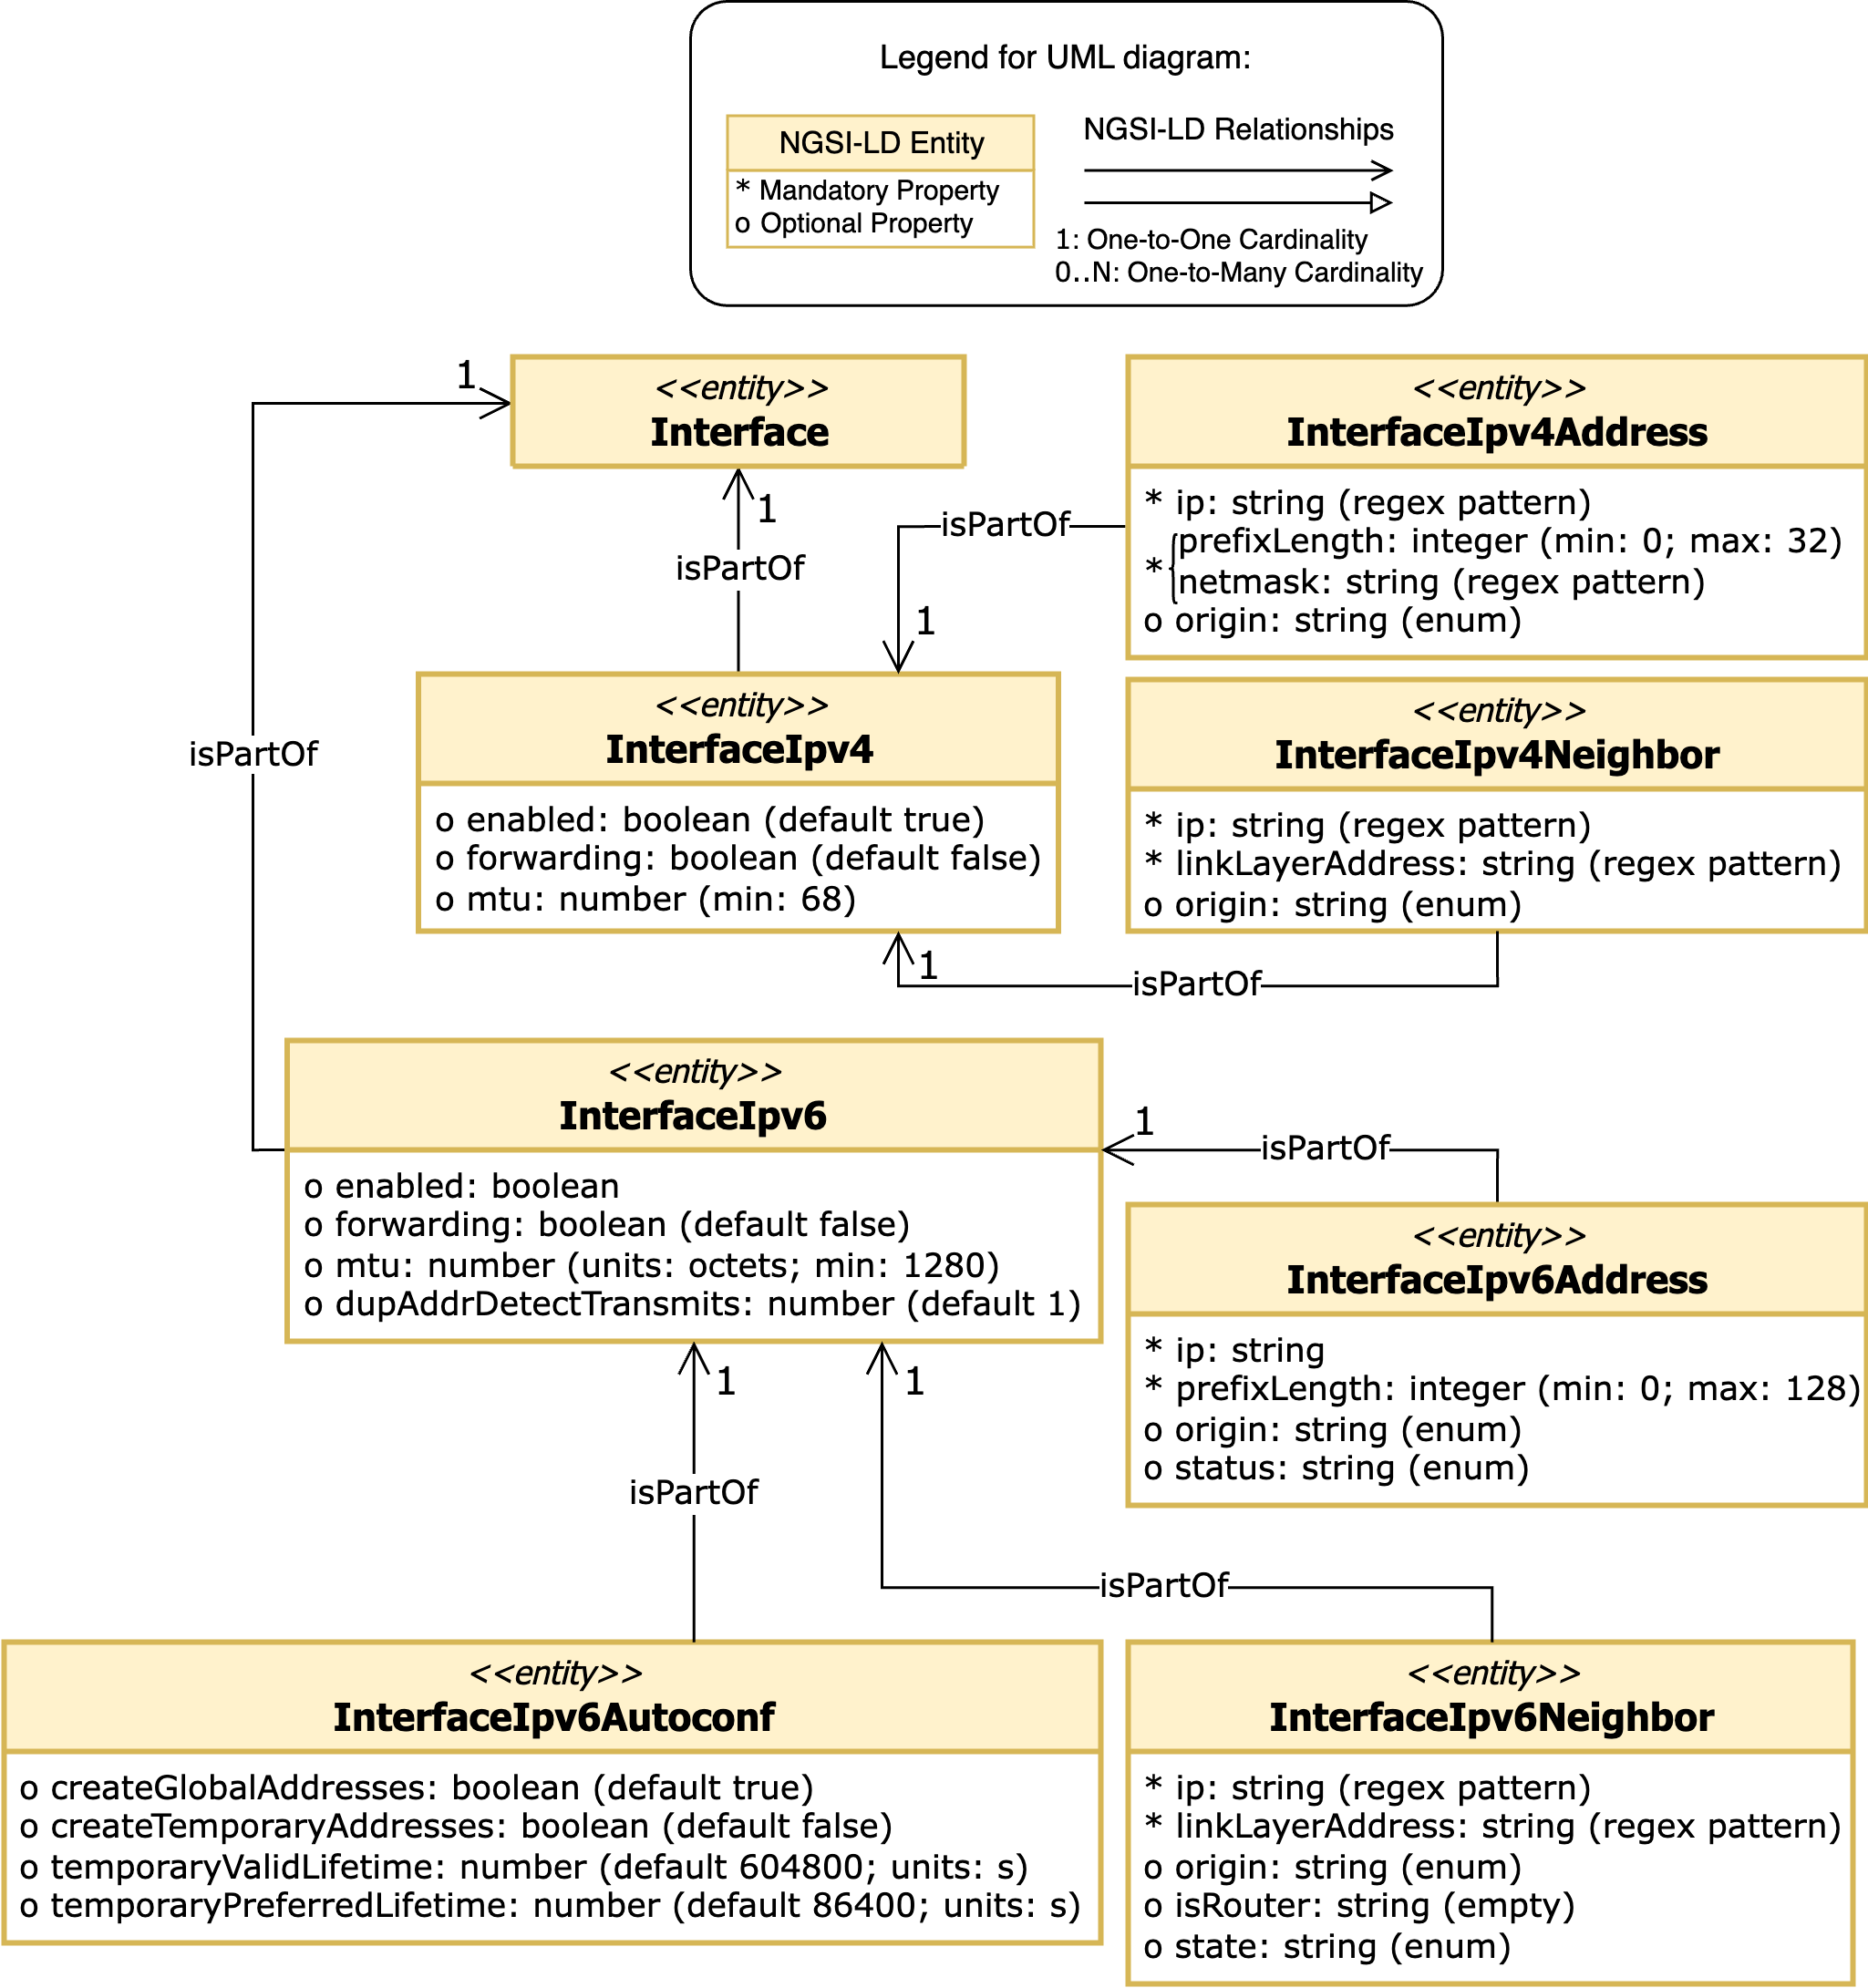 Legend for UML diagram:
NGSI-LD Entity
* Mandatory Property
o Optional Property
NGSI-LD Relationships
1: One-to-One Cardinality
0..N: One-to-Many Cardinality
1
<<entity>>
Interface
1
isPartOf
<<entity>>
InterfaceIpv4Address
* ip: string (regex pattern)
prefixLength: integer (min: 0; max: 32)
*
netmask: string (regex pattern)
o origin: string (enum)
isPartOf
1
isPartOf
<<entity>>
InterfaceIpv4
o enabled: boolean (default true)
o forwarding: boolean (default false)
o mtu: number (min: 68)
<<entity>>
InterfaceIpv4Neighbor
* ip: string (regex pattern)
* linkLayerAddress: string (regex pattern)
o origin: string (enum)
1
isPartOf
<<entity>>
InterfaceIpv6
o enabled: boolean
o forwarding: boolean (default false)
o mtu: number (units: octets; min: 1280)
o dupAddrDetectTransmits: number (default 1)
1
isPartOf
<<entity>>
InterfaceIpv6Address
* ip: string
* prefixLength: integer (min: 0; max: 128)
o origin: string (enum)
o status: string (enum)
1
isPartOf
1
isPartOf
<<entity>>
InterfaceIpv6Autoconf
o createGlobalAddresses: boolean (default true)
o createTemporaryAddresses: boolean (default false)
o temporaryValidLifetime: number (default 604800; units: s)
o temporaryPreferredLifetime: number (default 86400; units: s)
<<entity>>
InterfaceIpv6Neighbor
* ip: string (regex pattern)
* linkLayerAddress: string (regex pattern)
o origin: string (enum)
o isRouter: string (empty)
o state: string (enum)